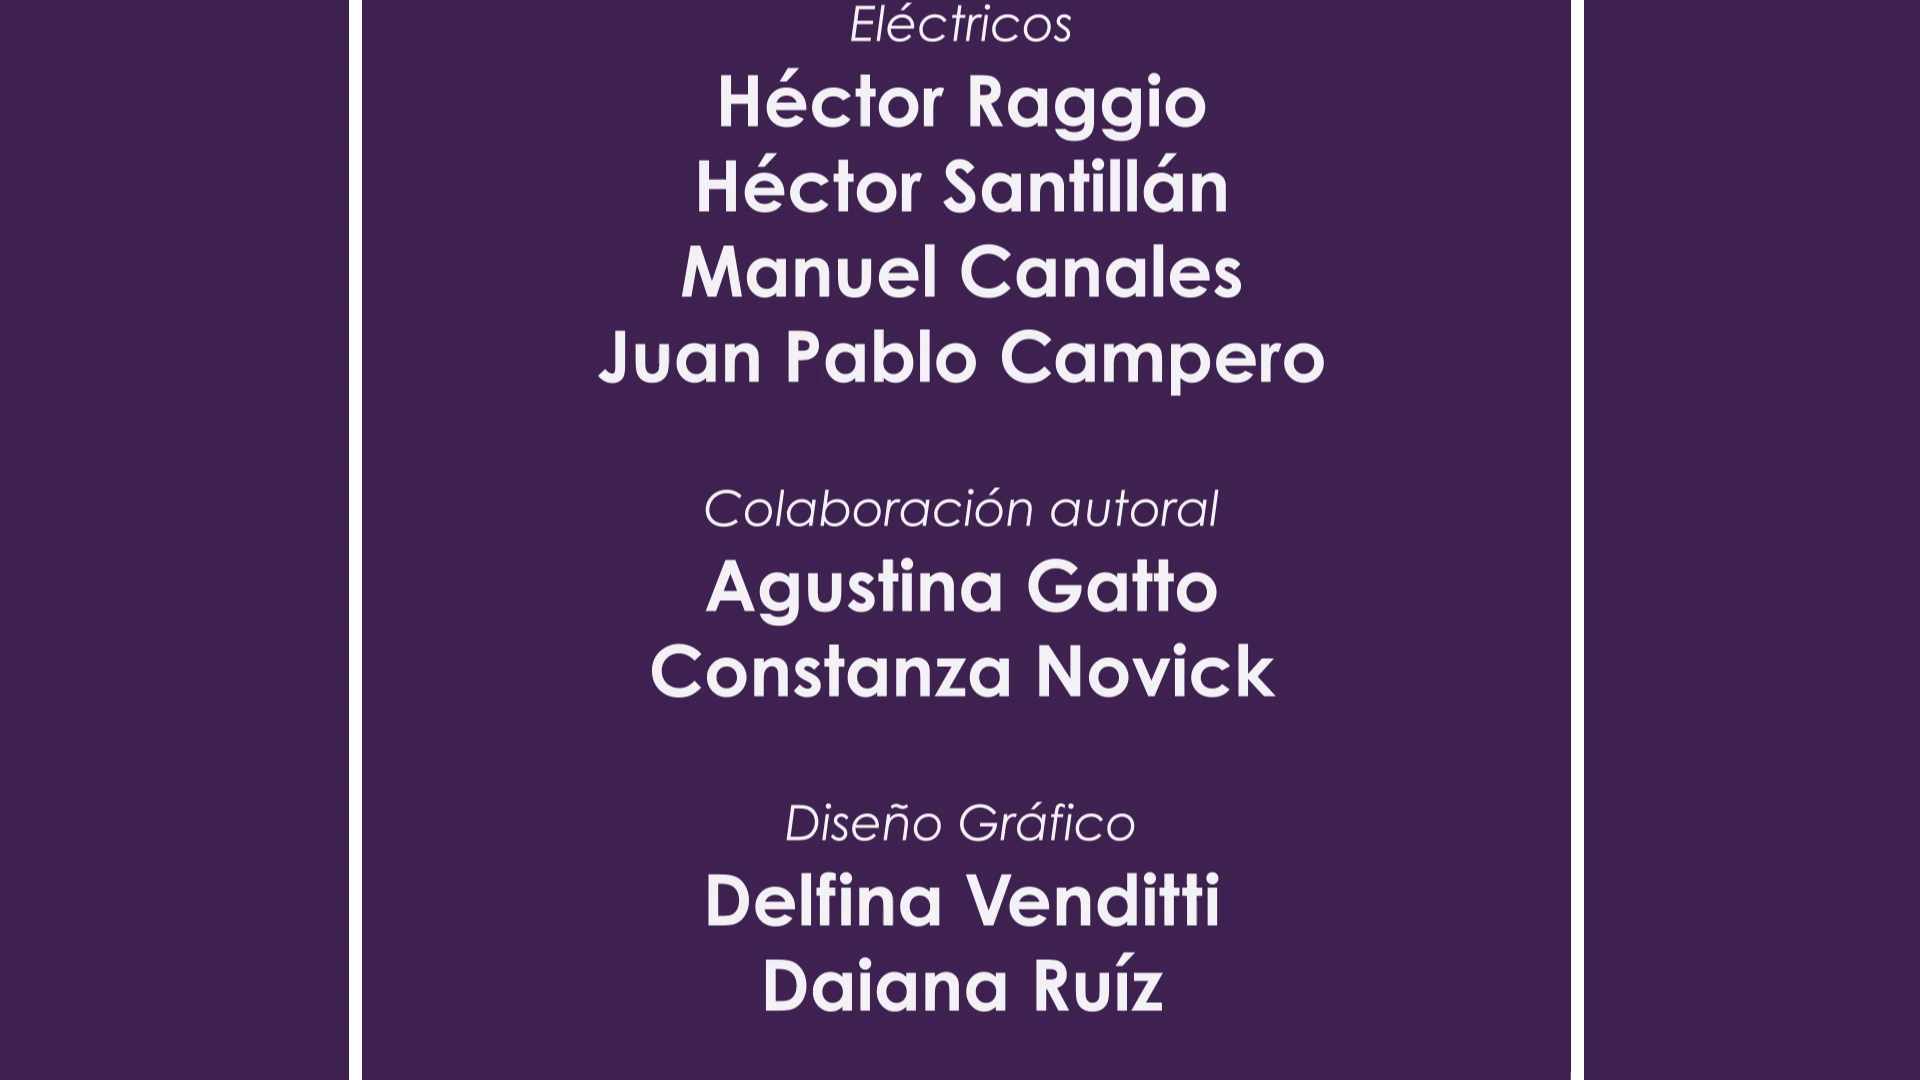 Eléctricos
Héctor Raggio
Héctor Santillán
Manuel Canales
Juan Pablo Campero
Colaboración autoral
Agustina Gatto
Constanza Novick
Diseño Gráfico
Delfina Venditti
Daiana Ruíz